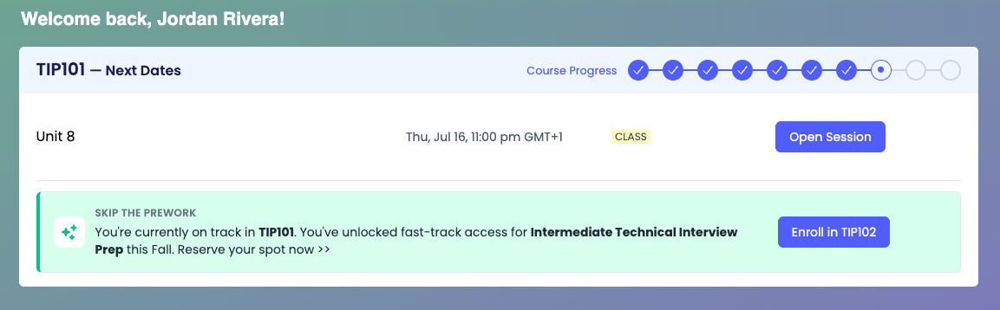 Welcome back, Jordan Rivera!
TIP101 — Next Dates
Course Progress
Unit 8
Thu, Jul 16, 11:00 pm GMT+1
CLASS
Open Session
SKIP THE PREWORK
You're currently on track in TIP101. You've unlocked fast-track access for Intermediate Technical Interview
Prep this Fall. Reserve your spot now >>
Enroll in TIP102